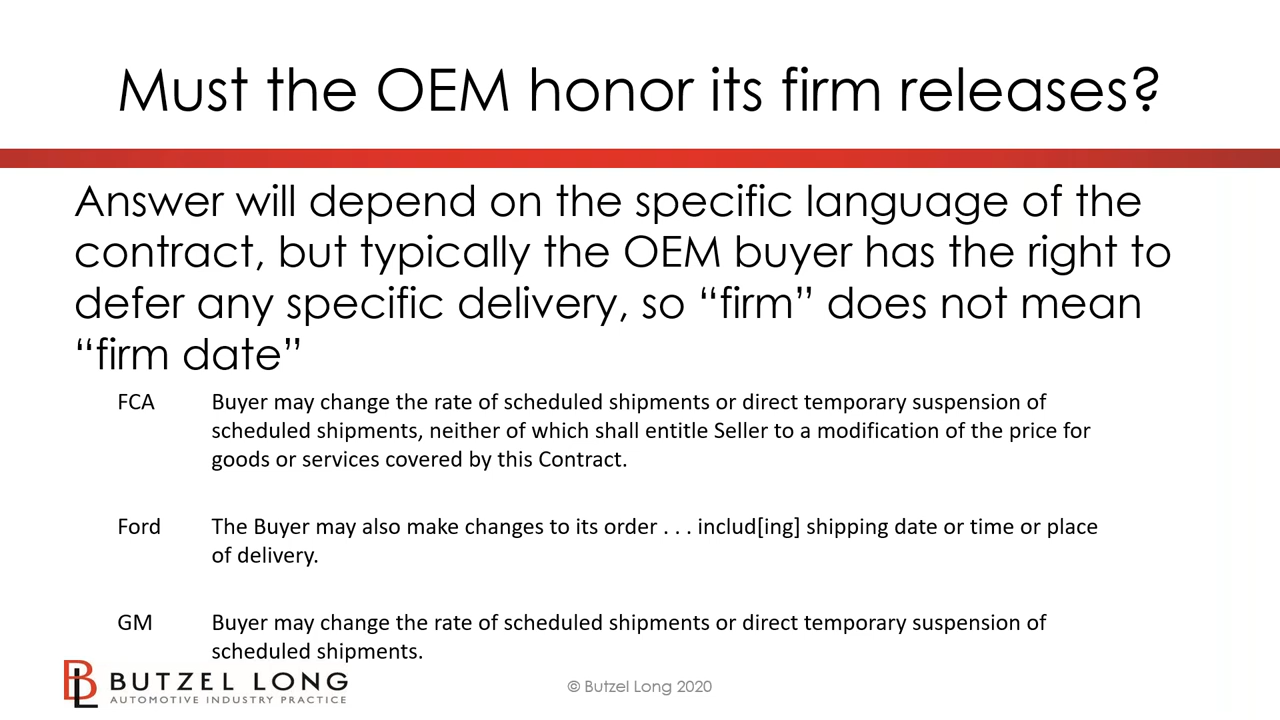 Must the OEM honor its firm releases?
Answer will depend on the specific language of the
contract, but typically the OEM buyer has the right to
defer any specific delivery, so “firm” does not mean
“firm date”
FCA Buyer may change the rate of scheduled shipments or direct temporary suspension of
scheduled shipments, neither of which shall entitle Seller to a modification of the price for
goods or services covered by this Contract.
Ford The Buyer may also make changes to its order . . . includ[ing] shipping date or time or place
of delivery.
GM Buyer may change the rate of scheduled shipments or direct temporary suspension of
scheduled shipments.
BL BUTZEL LONG
AUTOMOTIVE INDUSTRY PRACTICE
© Butzel Long 2020